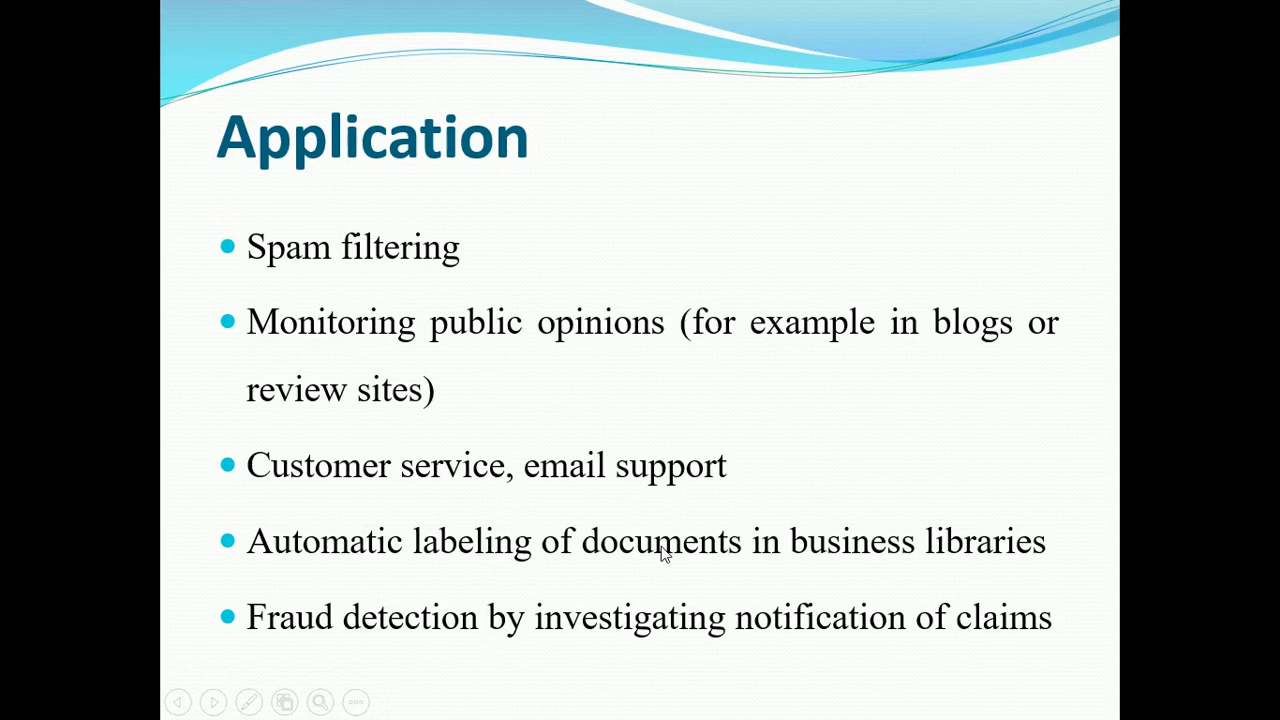 Application
Spam filtering
Monitoring public opinions (for example in blogs or
review sites)
Customer service, email support
Automatic labeling of documents in business libraries
Fraud detection by investigating notification of claims